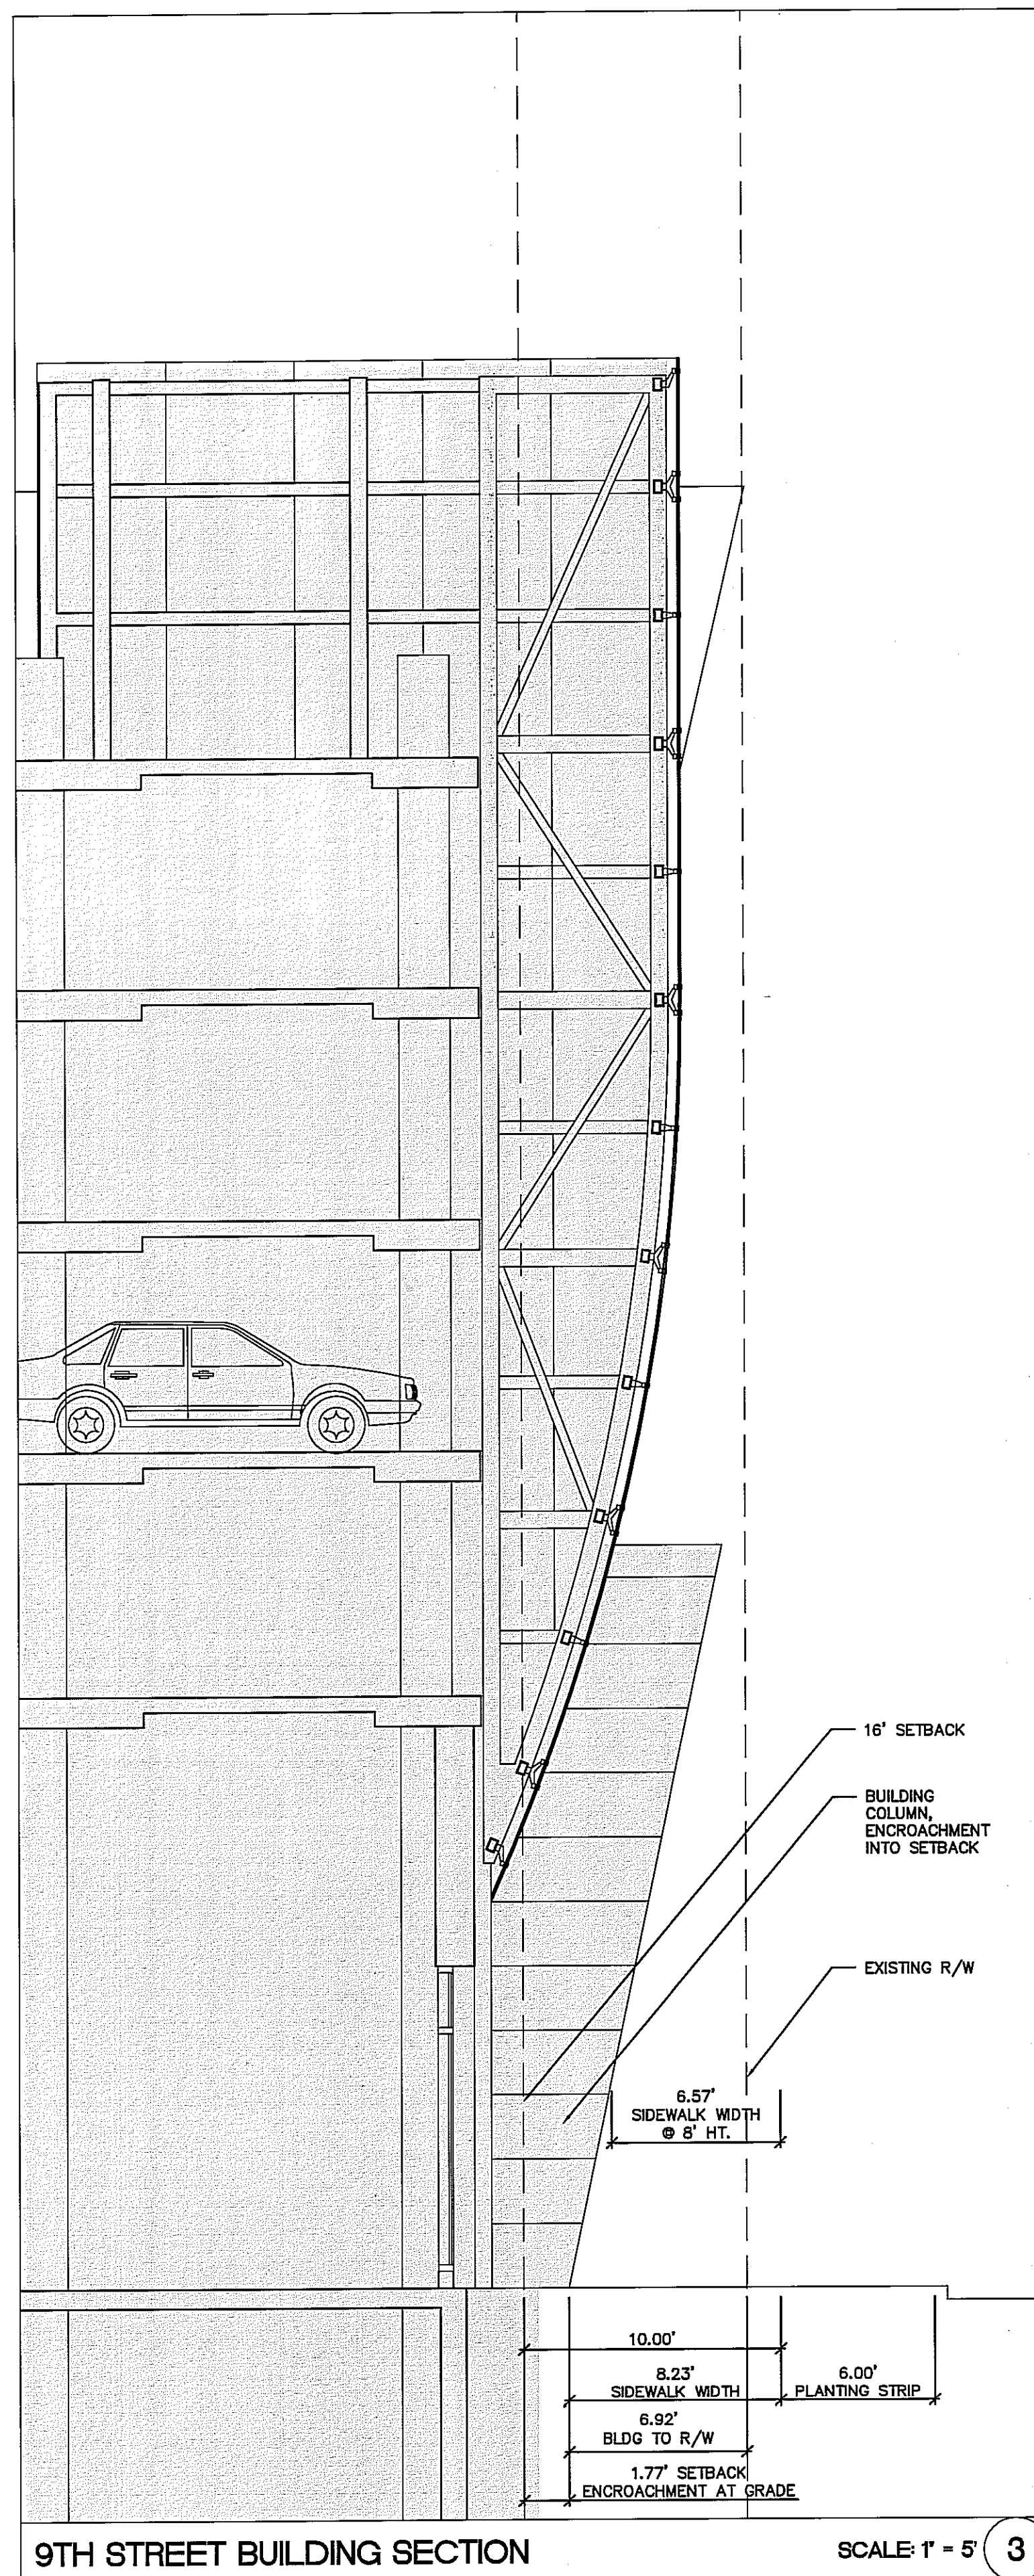 16' SETBACK
BUILDING
COLUMN,
ENCROACHMENT
INTO SETBACK
EXISTING R/W
6.57'
SIDEWALK WIDTH
@ 8' HT.
10.00'
8.23'
SIDEWALK WIDTH
6.00'
PLANTING STRIP
6.92'
BLDG TO R/W
1.77' SETBACK
ENCROACHMENT AT GRADE
9TH STREET BUILDING SECTION
SCALE: 1" = 5'
3